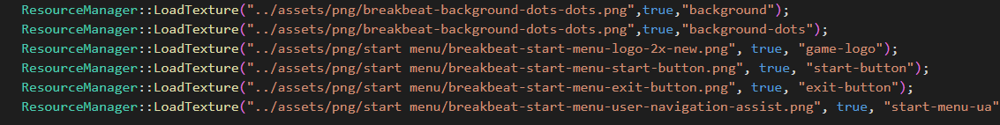 ResourceManager::LoadTexture("../assets/png/breakbeat-background-dots-dots.png",true,"background");
ResourceManager::LoadTexture("../assets/png/breakbeat-background-dots-dots.png",true,"background-dots");
ResourceManager::LoadTexture("../assets/png/start menu/breakbeat-start-menu-logo-2x-new.png", true, "game-logo");
ResourceManager::LoadTexture("../assets/png/start menu/breakbeat-start-menu-start-button.png", true, "start-button");
ResourceManager::LoadTexture("../assets/png/start menu/breakbeat-start-menu-exit-button.png", true, "exit-button");
ResourceManager::LoadTexture("../assets/png/start menu/breakbeat-start-menu-user-navigation-assist.png", true, "start-menu-ua"